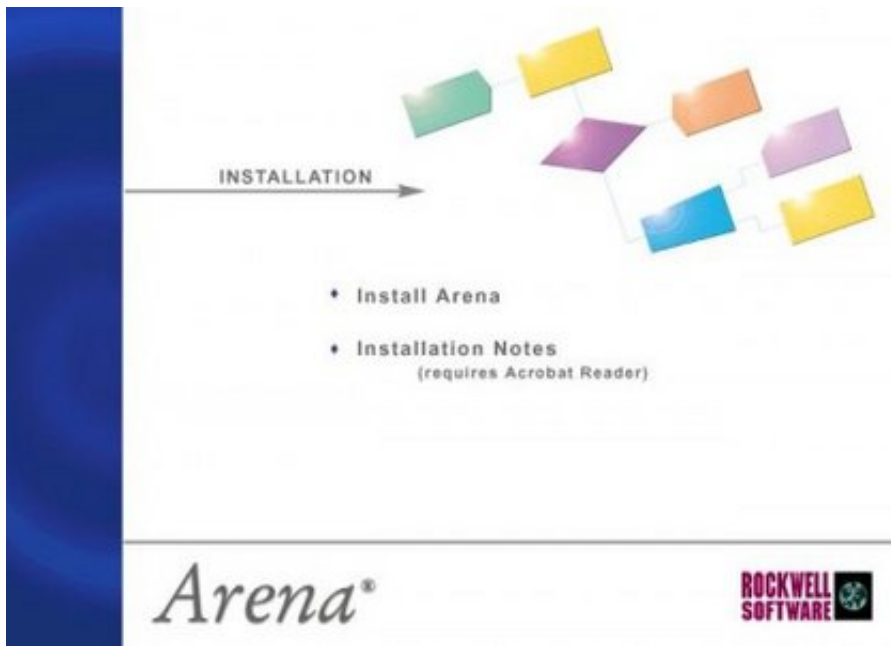 INSTALLATION
Install Arena
Installation Notes
(requires Acrobat Reader)
Arena®
ROCKWELL
SOFTWARE